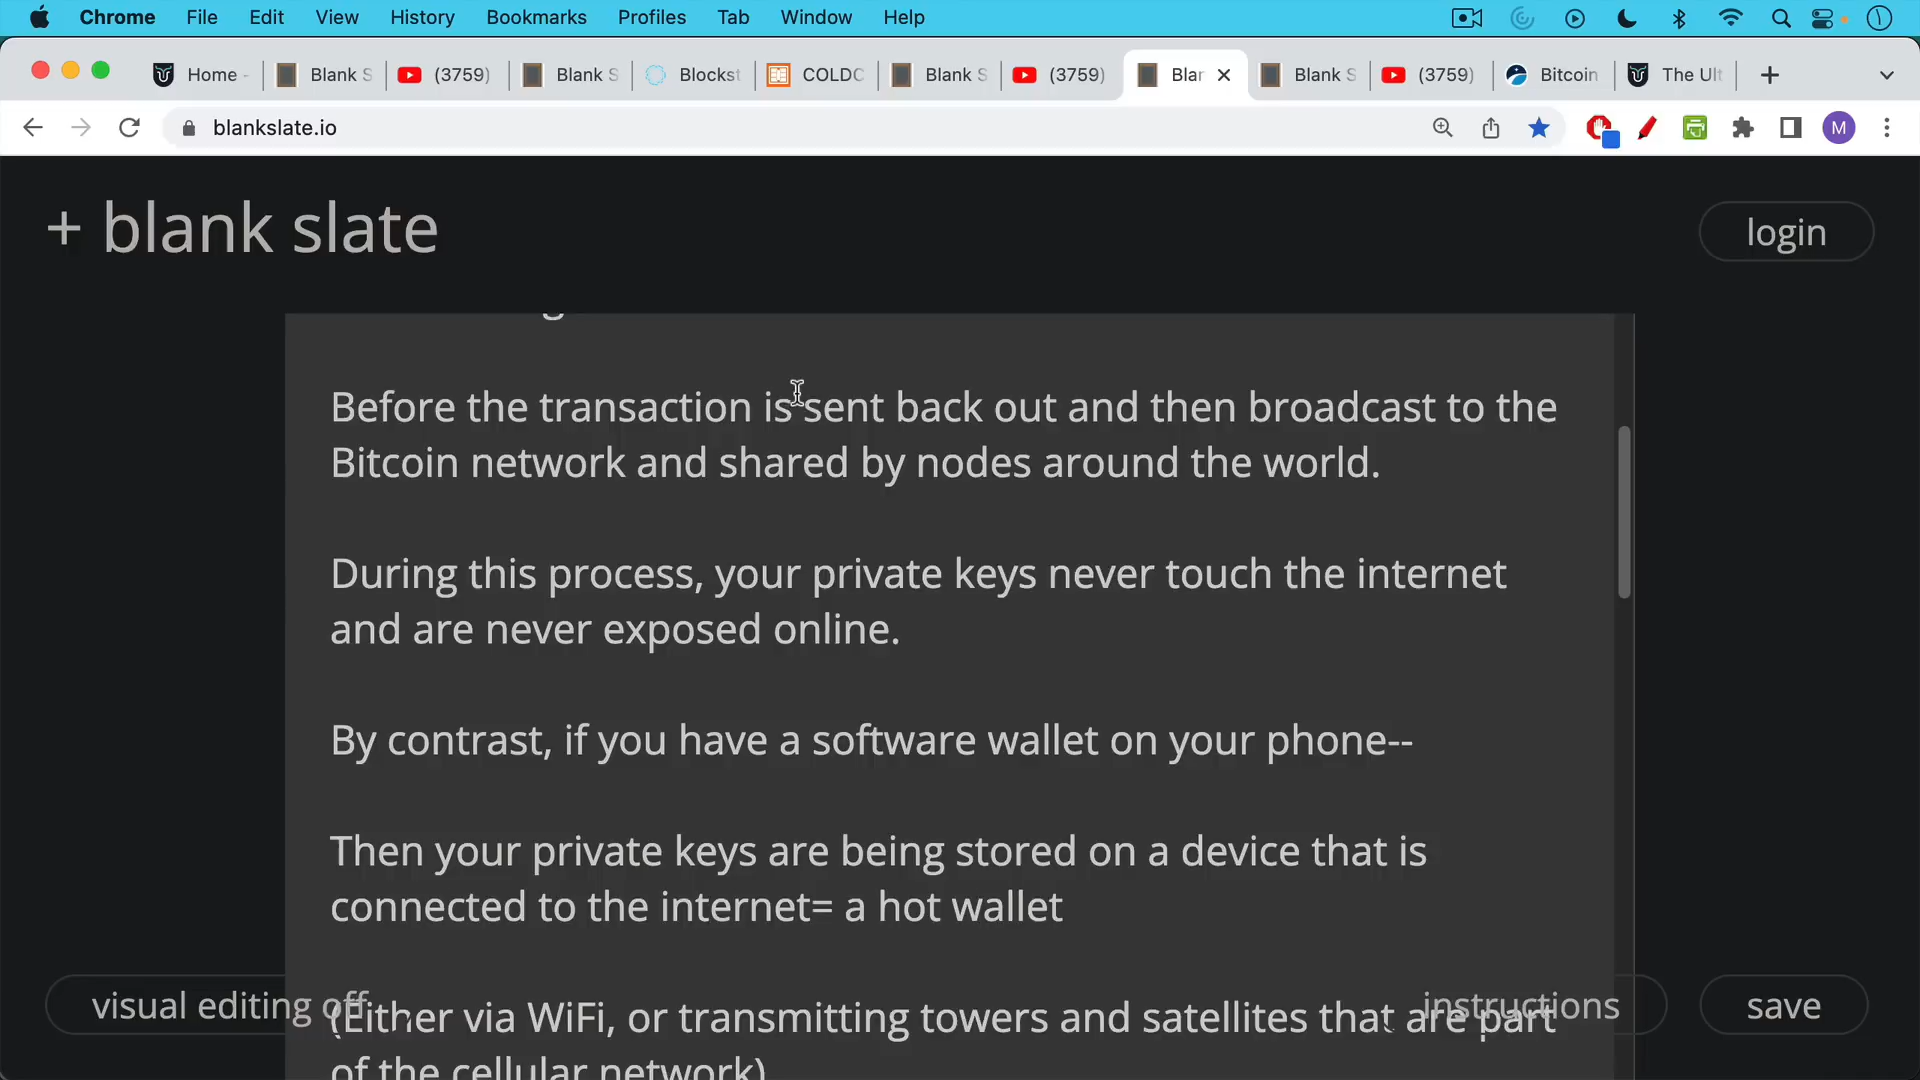 Chrome File Edit View History Bookmarks Profiles Tab Window Help
Home - Blank S (3759) Blank S Blockst COLDC Blank S (3759) Blar Blank S (3759) Bitcoin The Ult
blankslate.io M
+ blank slate login
Before the transaction is sent back out and then broadcast to the
Bitcoin network and shared by nodes around the world.
During this process, your private keys never touch the internet
and are never exposed online.
By contrast, if you have a software wallet on your phone--
Then your private keys are being stored on a device that is
connected to the internet= a hot wallet
(Either via WiFi, or transmitting towers and satellites that are part
of the cellular network)
visual editing off instructions save